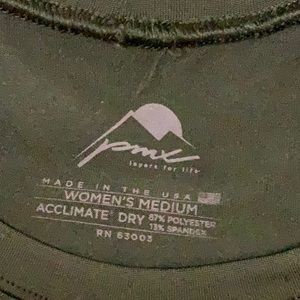 pmx
layers for life
MADE IN THE USA
WOMEN'S MEDIUM
ACCLIMATE DRY 87% POLYESTER
13% SPANDEX
RN 63003